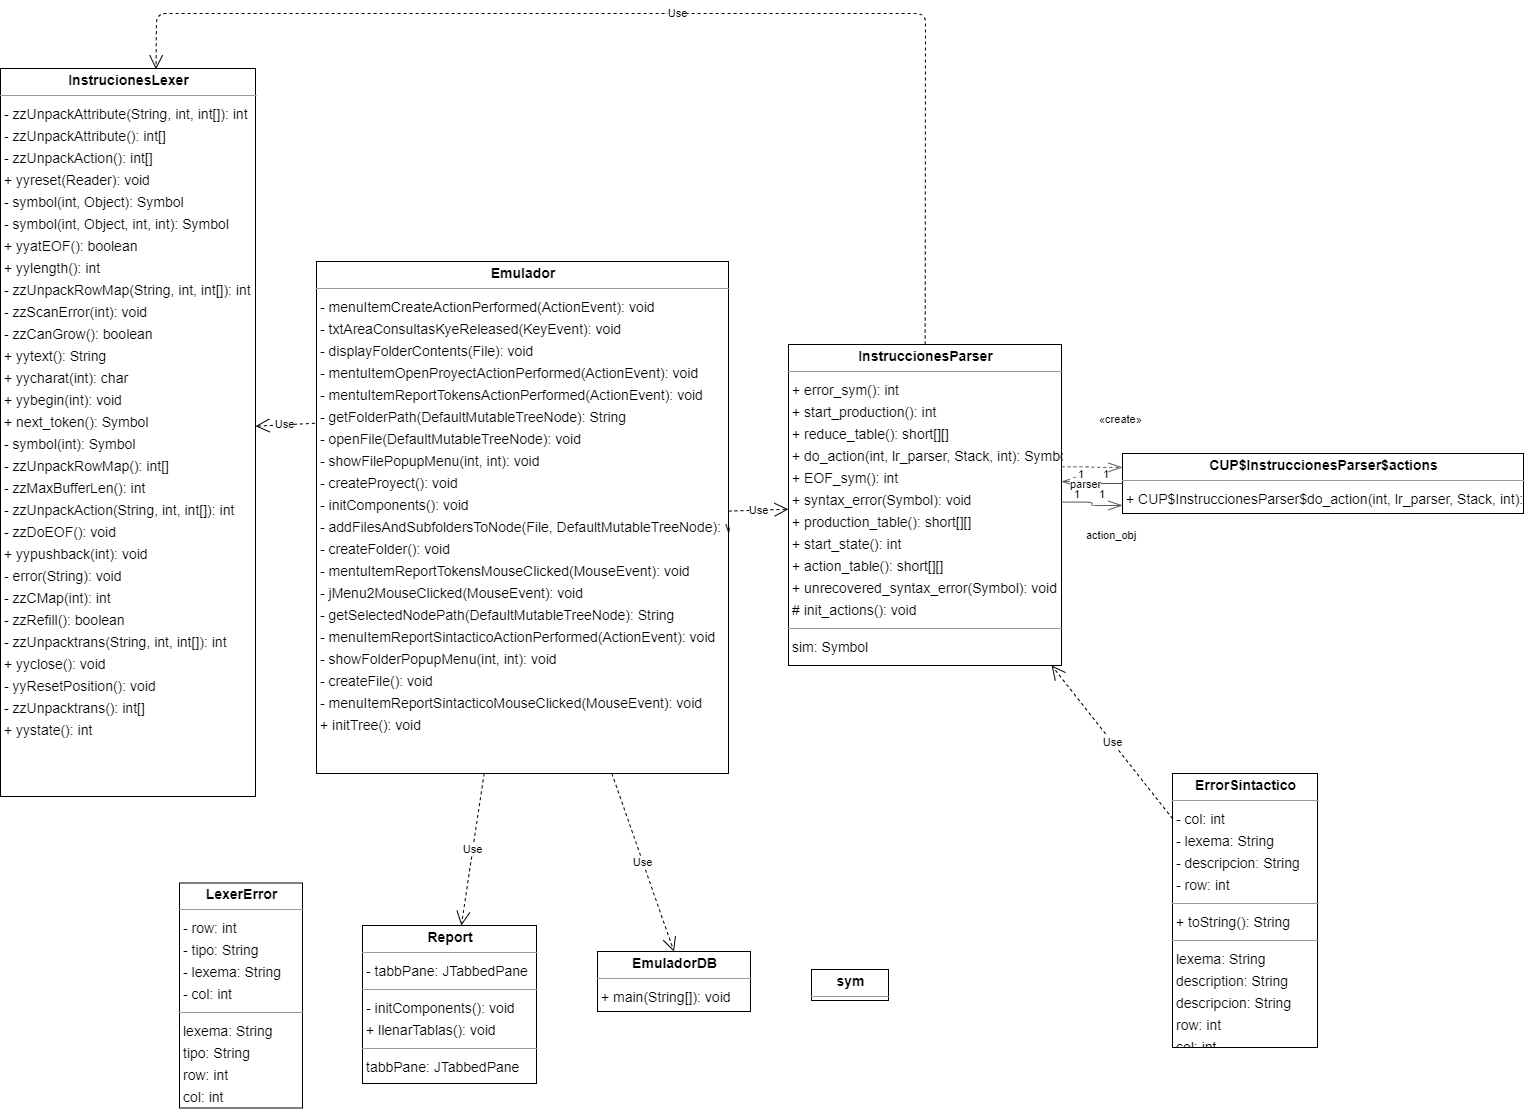 Use
InstrucionesLexer
- zzUnpackAttribute(String, int, int[]): int
- zzUnpackAttribute(): int[]
- zzUnpackAction(): int[]
+ yyreset(Reader): void
- symbol(int, Object): Symbol
- symbol(int, Object, int, int): Symbol
+ yyatEOF(): boolean
+ yylength(): int
- zzUnpackRowMap(String, int, int[]): int
- zzScanError(int): void
- zzCanGrow(): boolean
+ yytext(): String
+ yycharat(int): char
+ yybegin(int): void
+ next_token(): Symbol
- symbol(int): Symbol
- zzUnpackRowMap(): int[]
- zzMaxBufferLen(): int
- zzUnpackAction(String, int, int[]): int
- zzDoEOF(): void
+ yypushback(int): void
- error(String): void
- zzCMap(int): int
- zzRefill(): boolean
- zzUnpacktrans(String, int, int[]): int
+ yyclose(): void
- yyResetPosition(): void
- zzUnpacktrans(): int[]
+ yystate(): int
Use
Emulador
- menuItemCreateActionPerformed(ActionEvent): void
- txtAreaConsultasKyeReleased(KeyEvent): void
- displayFolderContents(File): void
- mentuItemOpenProyectActionPerformed(ActionEvent): void
- mentuItemReportTokensActionPerformed(ActionEvent): void
- getFolderPath(DefaultMutableTreeNode): String
- openFile(DefaultMutableTreeNode): void
- showFilePopupMenu(int, int): void
- createProyect(): void
- initComponents(): void
- addFilesAndSubfoldersToNode(File, DefaultMutableTreeNode):
- createFolder(): void
- mentuItemReportTokensMouseClicked(MouseEvent): void
- jMenu2MouseClicked(MouseEvent): void
- getSelectedNodePath(DefaultMutableTreeNode): String
- menuItemReportSintacticoActionPerformed(ActionEvent): void
- showFolderPopupMenu(int, int): void
- createFile(): void
- menuItemReportSintacticoMouseClicked(MouseEvent): void
+ initTree(): void
Use
InstruccionesParser
+ error_sym(): int
+ start_production(): int
+ reduce_table(): short[][]
+ do_action(int, lr_parser, Stack, int): Symb
+ EOF_sym(): int
+ syntax_error(Symbol): void
+ production_table(): short[][]
+ start_state(): int
+ action_table(): short[][]
+ unrecovered_syntax_error(Symbol): void
# init_actions(): void
sim: Symbol
«create»
1 1
parser
1 1
action_obj
CUP$InstruccionesParser$actions
+ CUP$InstruccionesParser$do_action(int, lr_parser, Stack, int):
Use
ErrorSintactico
- col: int
- lexema: String
- descripcion: String
- row: int
+ toString(): String
lexema: String
description: String
descripcion: String
row: int
col: int
Use
Use
LexerError
- row: int
- tipo: String
- lexema: String
- col: int
lexema: String
tipo: String
row: int
col: int
Report
- tabbPane: JTabbedPane
- initComponents(): void
+ llenarTablas(): void
tabbPane: JTabbedPane
EmuladorDB
+ main(String[]): void
sym